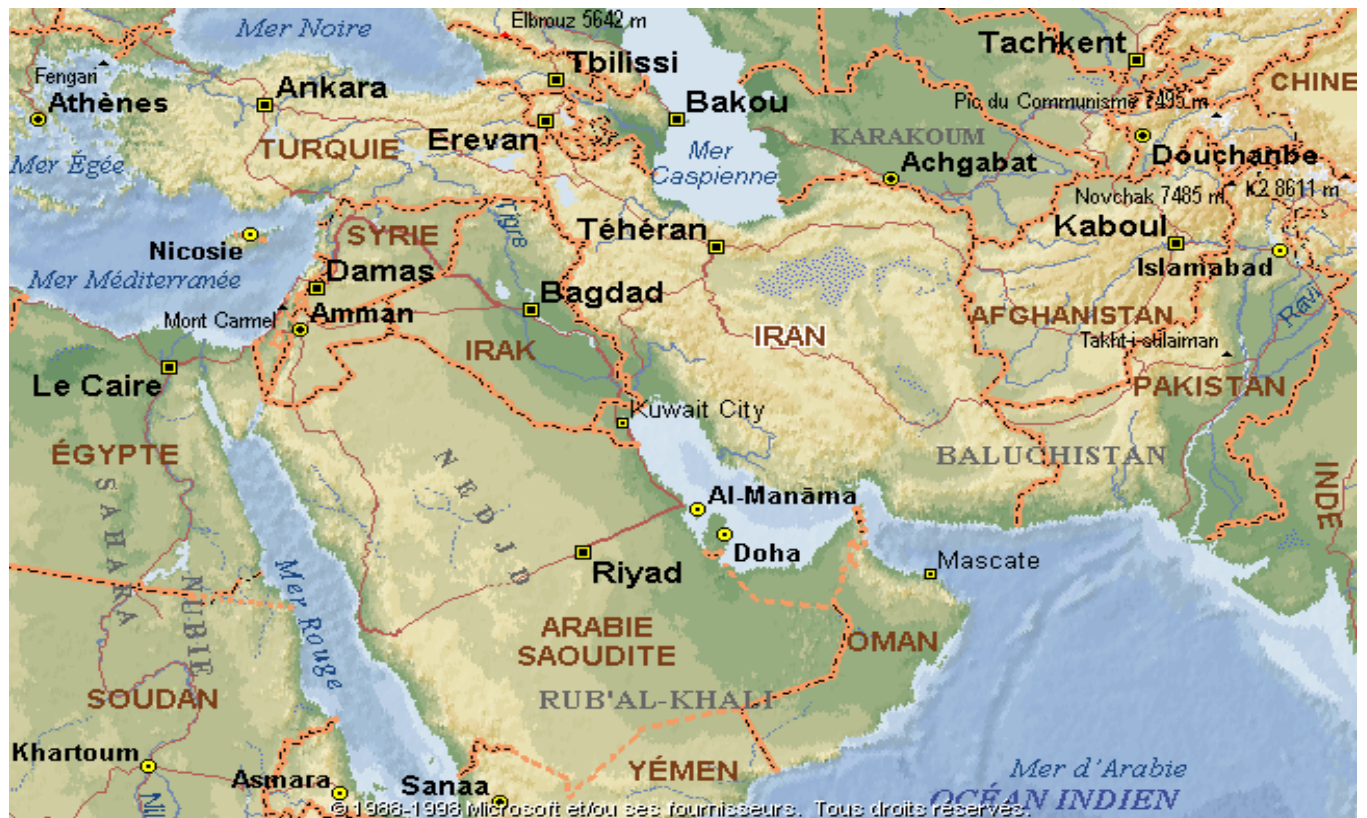 Elbrouz 5642 m
Mer Noire
Tachkent
Tbilissi
Fengari
Ankara
CHINE
Athènes
Bakou
Pic du Communisme 7495 m
Erevan
KARAKOUM
TURQUIE
Mer
Caspienne
Achgabat
Douchanbe
Mer Égée
Novchak 7485 m
K2 8611 m
Tigre
Téhéran
Kaboul
SYRIE
Nicosie
Islamabad
Damas
Mer Méditerranée
Bagdad
Ravi
Mont Carmel
Amman
AFGHANISTAN
IRAN
Takht-i-sulaiman
IRAK
Le Caire
PAKISTAN
Kuwait City
ÉGYPTE
NEDJD
BALUCHISTAN
INDE
SAHARA
Al-Manāma
Doha
Riyad
Mascate
NUBIE
Mer Rouge
ARABIE
SAOUDITE
OMAN
SOUDAN
RUB'AL-KHALI
Khartoum
Asmara
Sanaa
YÉMEN
Mer d'Arabie
OCÉAN INDIEN
Nil
© 1988-1998 Microsoft et/ou ses fournisseurs. Tous droits réservés.